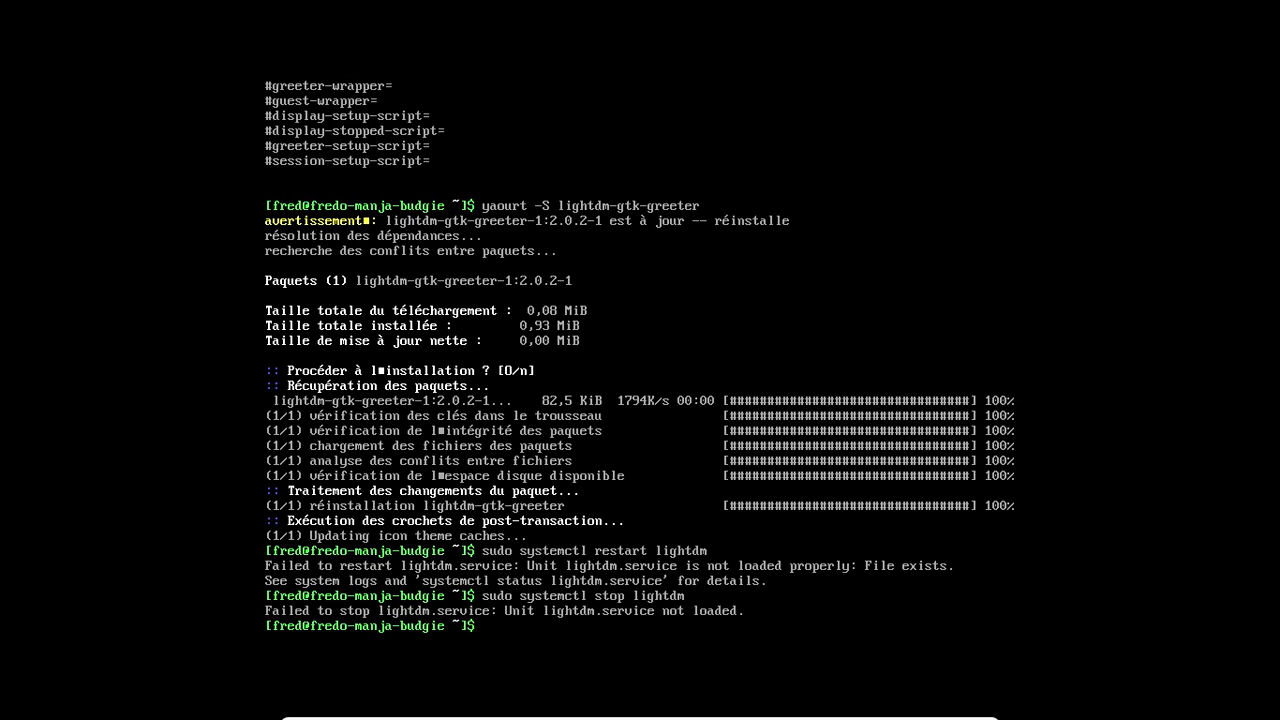 #greeter-wrapper=
#guest-wrapper=
#display-setup-script=
#display-stopped-script=
#greeter-setup-script=
#session-setup-script=
[fred@fredo-manja-budgie ~]$ yaourt -S lightdm-gtk-greeter
avertissement■: lightdm-gtk-greeter-1:2.0.2-1 est à jour -- réinstalle
résolution des dépendances...
recherche des conflits entre paquets...
Paquets (1) lightdm-gtk-greeter-1:2.0.2-1
Taille totale du téléchargement :  0,08 MiB
Taille totale installée :         0,93 MiB
Taille de mise à jour nette :     0,00 MiB
:: Procéder à l■installation ? [O/n]
:: Récupération des paquets...
lightdm-gtk-greeter-1:2.0.2-1...    82,5 KiB  1794K/s 00:00 [################################] 100%
(1/1) vérification des clés dans le trousseau                [################################] 100%
(1/1) vérification de l■intégrité des paquets                [################################] 100%
(1/1) chargement des fichiers des paquets                    [################################] 100%
(1/1) analyse des conflits entre fichiers                    [################################] 100%
(1/1) vérification de l■espace disque disponible             [################################] 100%
:: Traitement des changements du paquet...
(1/1) réinstallation lightdm-gtk-greeter                     [################################] 100%
:: Exécution des crochets de post-transaction...
(1/1) Updating icon theme caches...
[fred@fredo-manja-budgie ~]$ sudo systemctl restart lightdm
Failed to restart lightdm.service: Unit lightdm.service is not loaded properly: File exists.
See system logs and 'systemctl status lightdm.service' for details.
[fred@fredo-manja-budgie ~]$ sudo systemctl stop lightdm
Failed to stop lightdm.service: Unit lightdm.service not loaded.
[fred@fredo-manja-budgie ~]$